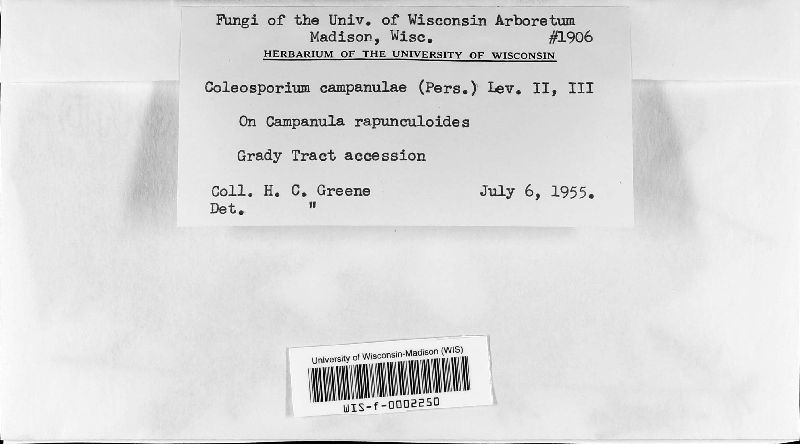 Fungi of the Univ. of Wisconsin Arboretum
Madison, Wisc. #1906
HERBARIUM OF THE UNIVERSITY OF WISCONSIN
Coleosporium campanulae (Pers.) Lev. II, III
On Campanula rapunculoides
Grady Tract accession
Coll. H. C. Greene July 6, 1955.
Det. "
University of Wisconsin-Madison (WIS)
WIS-f-0002250